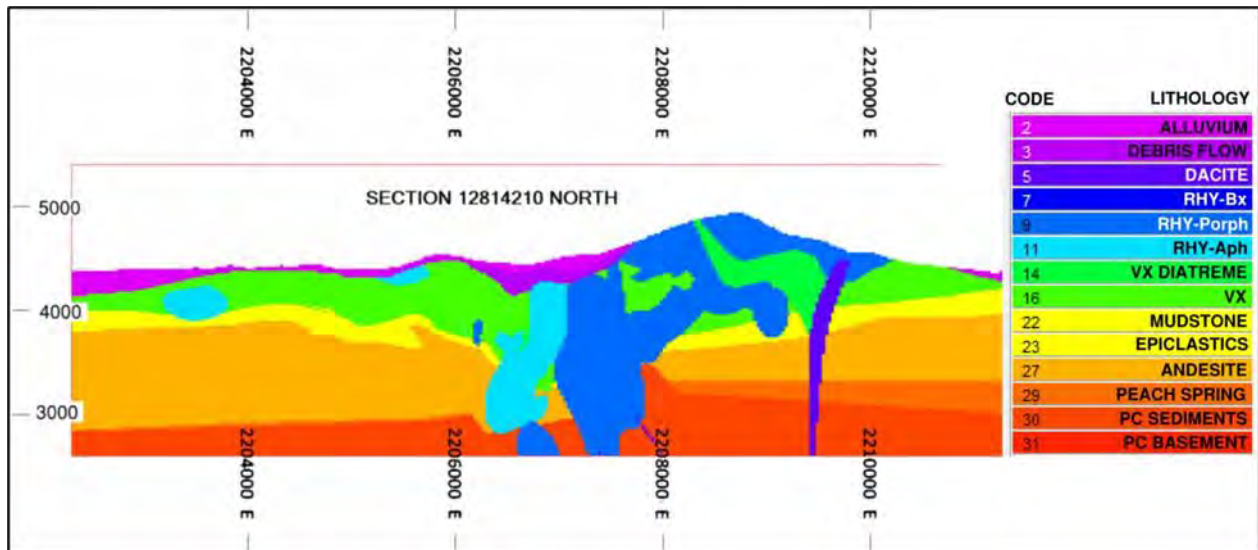 2204000 E
2206000 E
2208000 E
2210000 E
CODE LITHOLOGY
2 ALLUVIUM
3 DEBRIS FLOW
5 DACITE
7 RHY-Bx
9 RHY-Porph
11 RHY-Aph
14 VX DIATREME
16 VX
22 MUDSTONE
23 EPICLASTICS
27 ANDESITE
29 PEACH SPRING
30 PC SEDIMENTS
31 PC BASEMENT
SECTION 12814210 NORTH
5000
4000
3000
2204000 E
2206000 E
2208000 E
2210000 E